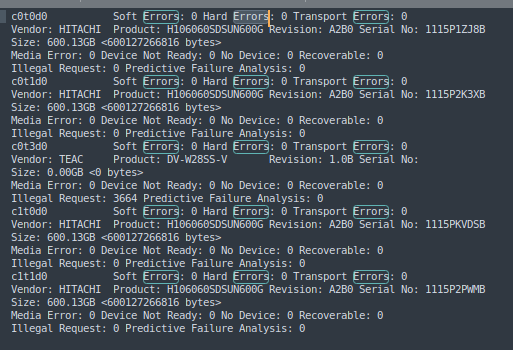 c0t0d0 Soft Errors: 0 Hard Errors: 0 Transport Errors: 0
Vendor: HITACHI Product: H106060SDSUN600G Revision: A2B0 Serial No: 1115P1ZJ8B
Size: 600.13GB <600127266816 bytes>
Media Error: 0 Device Not Ready: 0 No Device: 0 Recoverable: 0
Illegal Request: 0 Predictive Failure Analysis: 0
c0t1d0 Soft Errors: 0 Hard Errors: 0 Transport Errors: 0
Vendor: HITACHI Product: H106060SDSUN600G Revision: A2B0 Serial No: 1115P2K3XB
Size: 600.13GB <600127266816 bytes>
Media Error: 0 Device Not Ready: 0 No Device: 0 Recoverable: 0
Illegal Request: 0 Predictive Failure Analysis: 0
c0t3d0 Soft Errors: 0 Hard Errors: 0 Transport Errors: 0
Vendor: TEAC Product: DV-W28SS-V Revision: 1.0B Serial No:
Size: 0.00GB <0 bytes>
Media Error: 0 Device Not Ready: 0 No Device: 0 Recoverable: 0
Illegal Request: 3664 Predictive Failure Analysis: 0
c1t0d0 Soft Errors: 0 Hard Errors: 0 Transport Errors: 0
Vendor: HITACHI Product: H106060SDSUN600G Revision: A2B0 Serial No: 1115PKVDSB
Size: 600.13GB <600127266816 bytes>
Media Error: 0 Device Not Ready: 0 No Device: 0 Recoverable: 0
Illegal Request: 0 Predictive Failure Analysis: 0
c1t1d0 Soft Errors: 0 Hard Errors: 0 Transport Errors: 0
Vendor: HITACHI Product: H106060SDSUN600G Revision: A2B0 Serial No: 1115P2PWMB
Size: 600.13GB <600127266816 bytes>
Media Error: 0 Device Not Ready: 0 No Device: 0 Recoverable: 0
Illegal Request: 0 Predictive Failure Analysis: 0